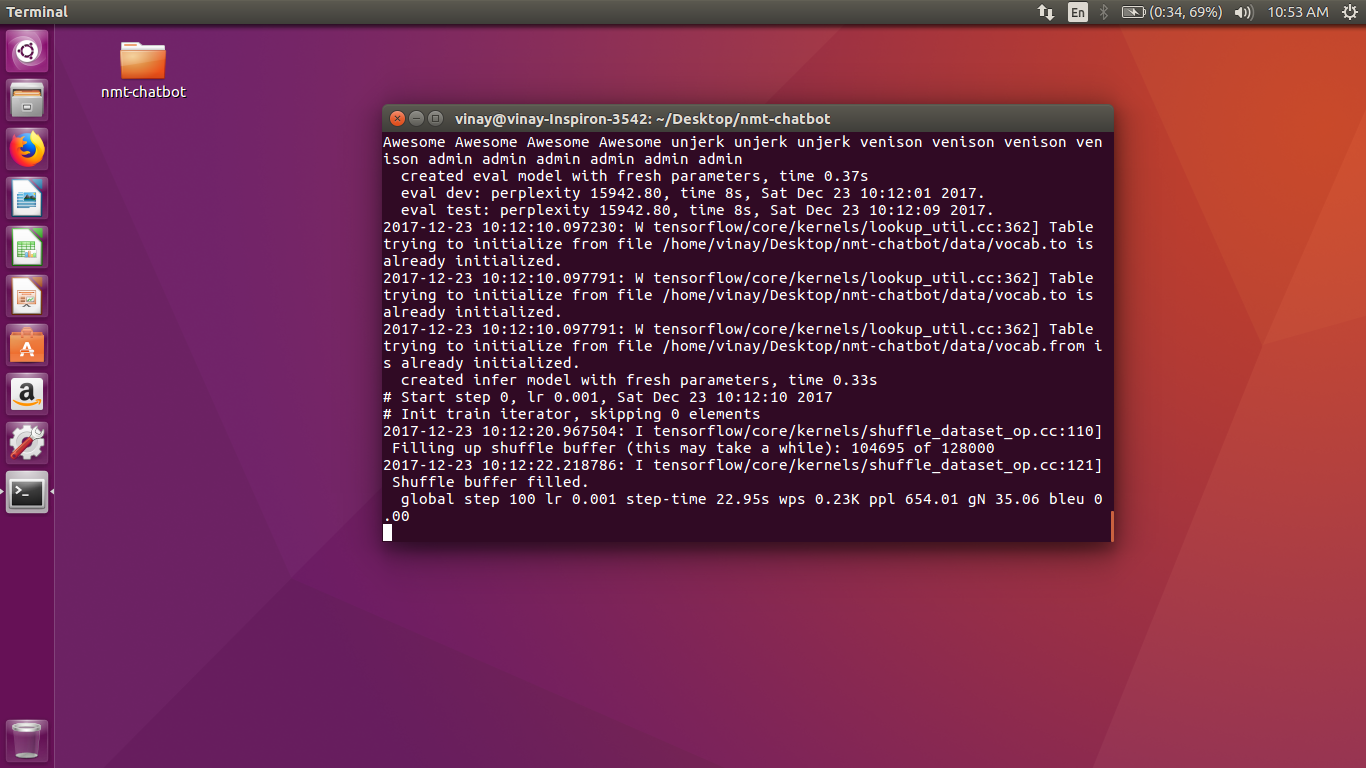 Terminal
En
(0:34, 69%)
10:53 AM
nmt-chatbot
vinay@vinay-Inspiron-3542: ~/Desktop/nmt-chatbot
Awesome Awesome Awesome Awesome unjerk unjerk unjerk venison venison venison ven
ison admin admin admin admin admin admin
  created eval model with fresh parameters, time 0.37s
  eval dev: perplexity 15942.80, time 8s, Sat Dec 23 10:12:01 2017.
  eval test: perplexity 15942.80, time 8s, Sat Dec 23 10:12:09 2017.
2017-12-23 10:12:10.097230: W tensorflow/core/kernels/lookup_util.cc:362] Table
trying to initialize from file /home/vinay/Desktop/nmt-chatbot/data/vocab.to is
already initialized.
2017-12-23 10:12:10.097791: W tensorflow/core/kernels/lookup_util.cc:362] Table
trying to initialize from file /home/vinay/Desktop/nmt-chatbot/data/vocab.to is
already initialized.
2017-12-23 10:12:10.097791: W tensorflow/core/kernels/lookup_util.cc:362] Table
trying to initialize from file /home/vinay/Desktop/nmt-chatbot/data/vocab.from i
s already initialized.
  created infer model with fresh parameters, time 0.33s
# Start step 0, lr 0.001, Sat Dec 23 10:12:10 2017
# Init train iterator, skipping 0 elements
2017-12-23 10:12:20.967504: I tensorflow/core/kernels/shuffle_dataset_op.cc:110]
 Filling up shuffle buffer (this may take a while): 104695 of 128000
2017-12-23 10:12:22.218786: I tensorflow/core/kernels/shuffle_dataset_op.cc:121]
 Shuffle buffer filled.
  global step 100 lr 0.001 step-time 22.95s wps 0.23K ppl 654.01 gN 35.06 bleu 0
.00